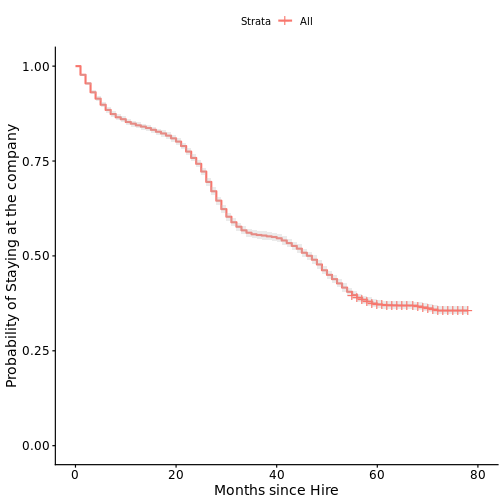 Strata All
1.00
0.75
0.50
0.25
0.00
Probability of Staying at the company
0 20 40 60 80
Months since Hire